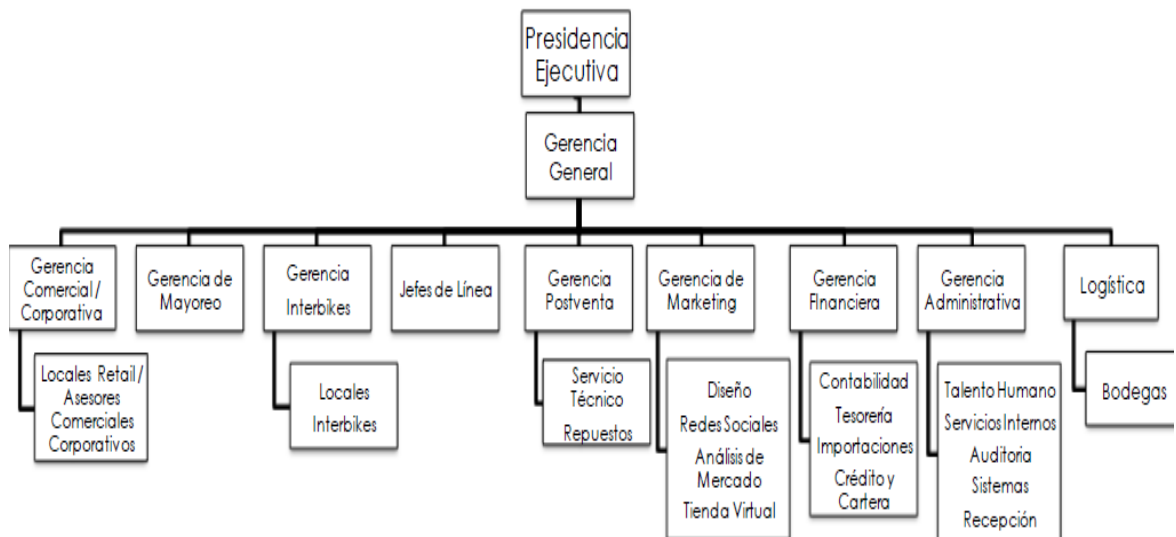 Presidencia
Ejecutiva
Gerencia
General
Gerencia
Comercial /
Corporativa
Gerencia de
Mayoreo
Gerencia
Interbikes
Jefes de Línea
Gerencia
Postventa
Gerencia de
Marketing
Gerencia
FInanciera
Gerencia
Administrativa
Logística
Locales Retail /
Asesores
Comerciales
Corporativos
Locales
Interbikes
Servicio
Técnico
Repuestos
Diseño
Redes Sociales
Análisis de
Mercado
Tienda Virtual
Contabilidad
Tesorería
Importaciones
Crédito y
Cartera
Talento Humano
Servicios Internos
Auditoria
Sistemas
Recepción
Bodegas